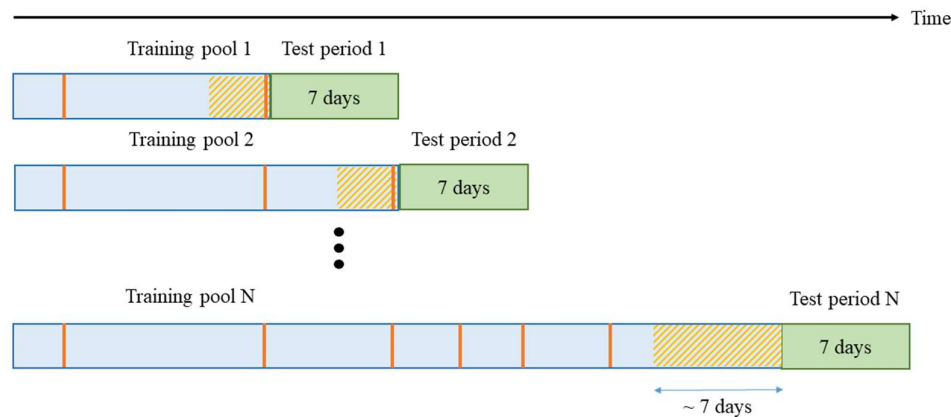 Time
Training pool 1
Test period 1
7 days
Training pool 2
Test period 2
7 days
Training pool N
Test period N
7 days
~ 7 days